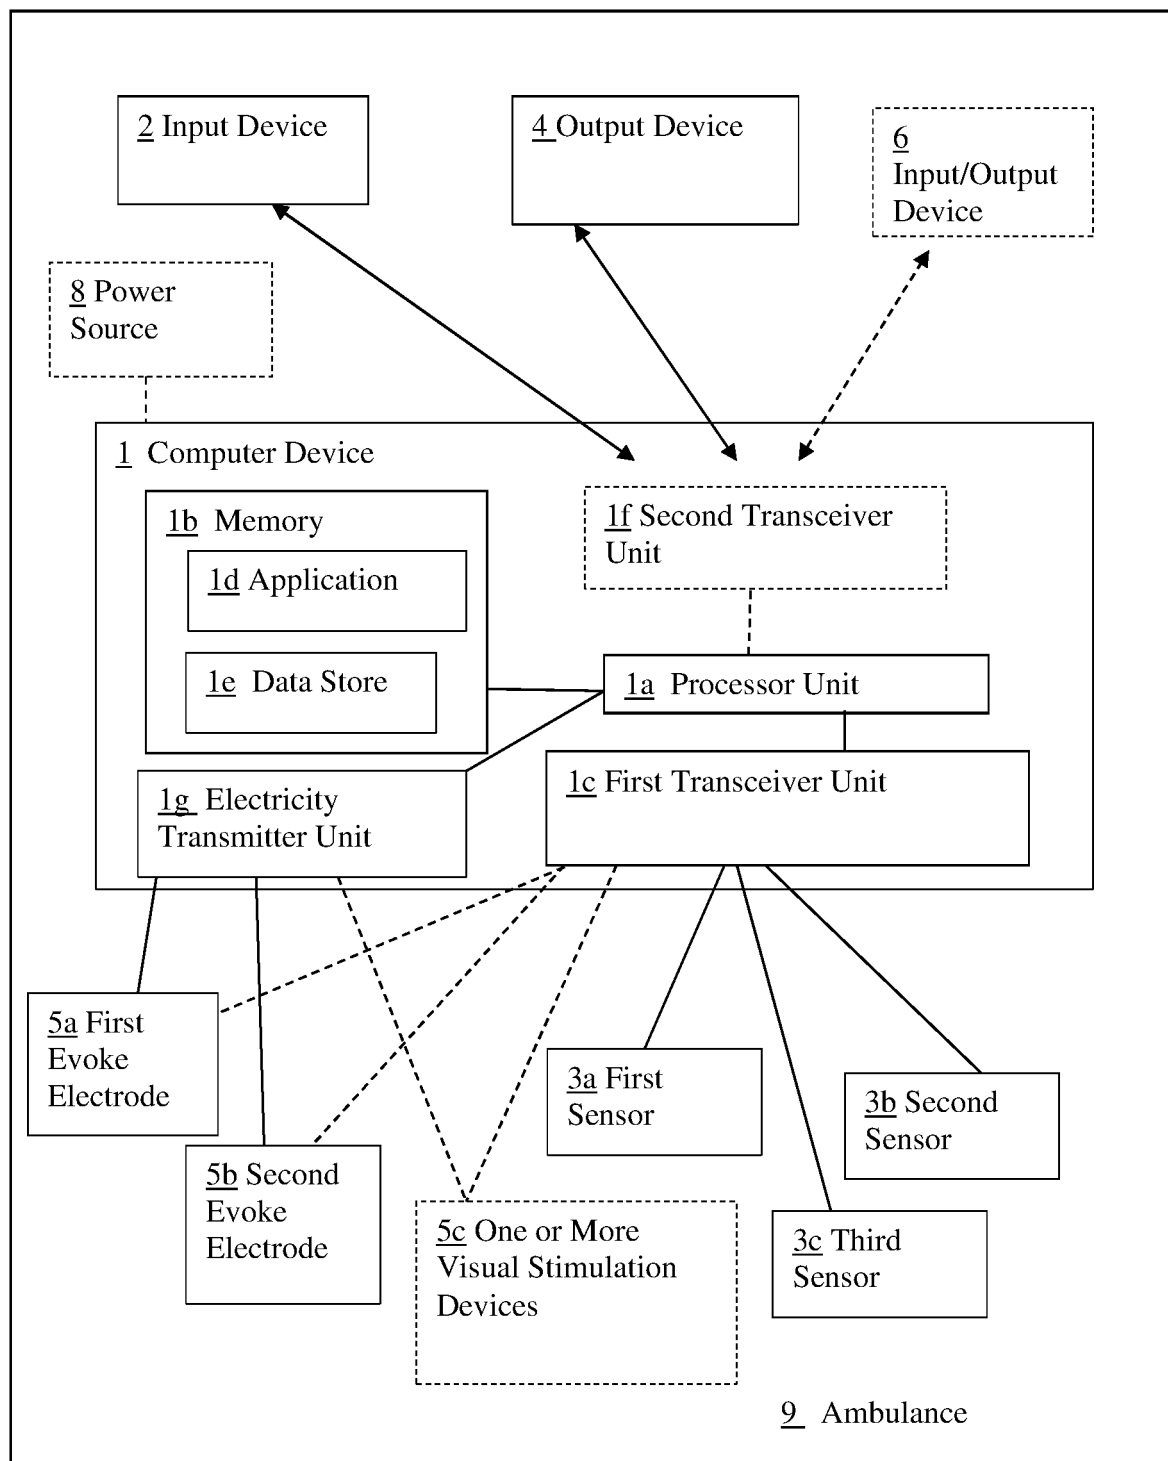 2 Input Device
4 Output Device
6
Input/Output
Device
8 Power
Source
1 Computer Device
1b Memory
1d Application
1e Data Store
1f Second Transceiver
Unit
1a Processor Unit
1c First Transceiver Unit
1g Electricity
Transmitter Unit
5a First
Evoke
Electrode
5b Second
Evoke
Electrode
5c One or More
Visual Stimulation
Devices
3a First
Sensor
3b Second
Sensor
3c Third
Sensor
9 Ambulance